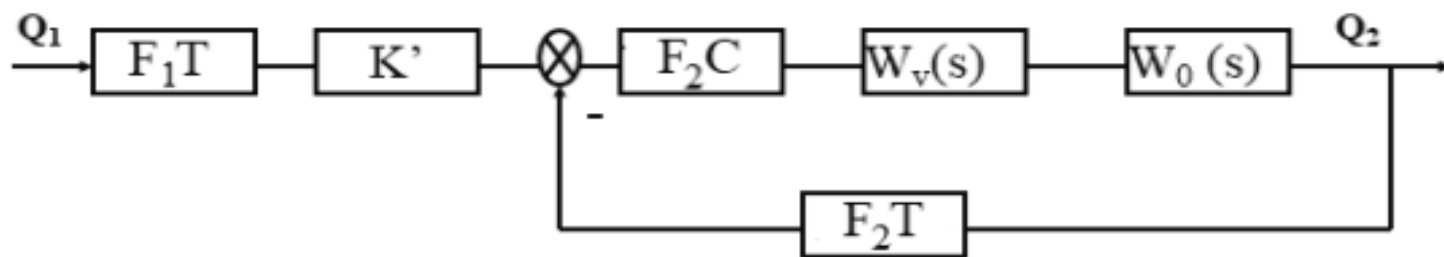 Q₁
F₁T
K’
F₂C
Wᵥ(s)
W₀ (s)
Q₂
-
F₂T